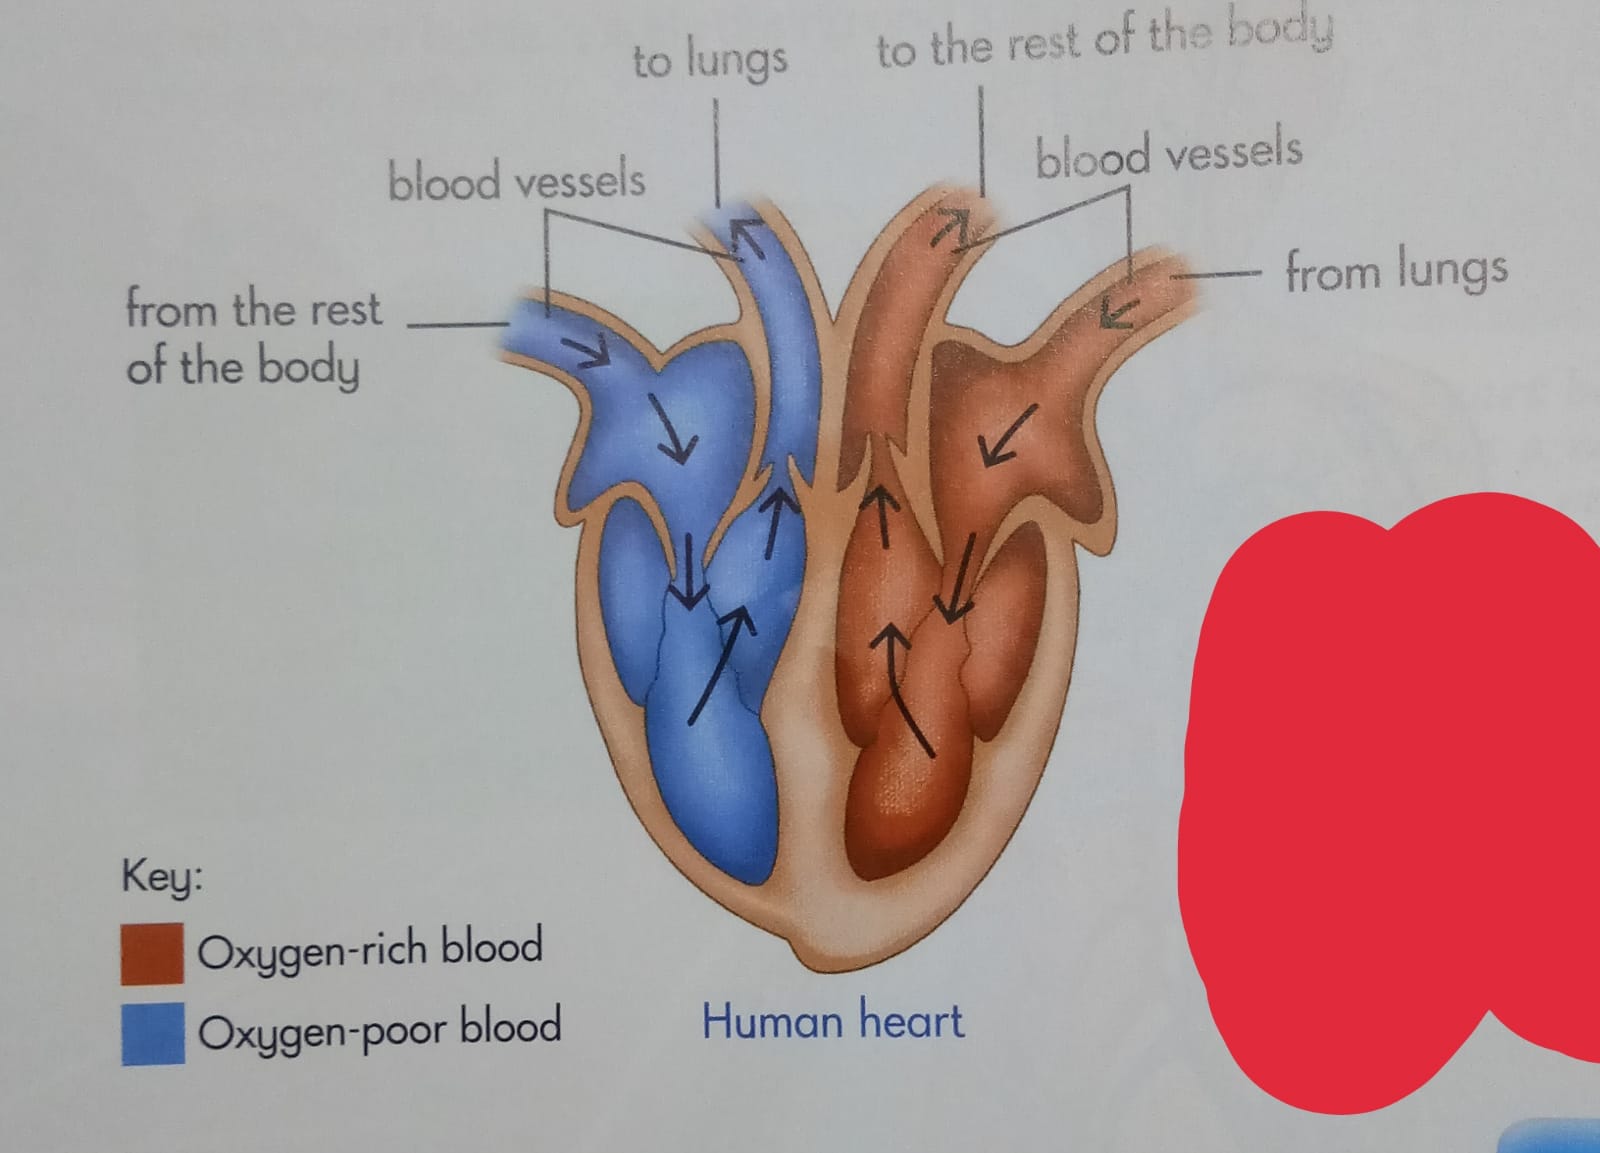 to lungs
to the rest of the body
blood vessels
blood vessels
from the rest
of the body
from lungs
Key:
Oxygen-rich blood
Oxygen-poor blood
Human heart